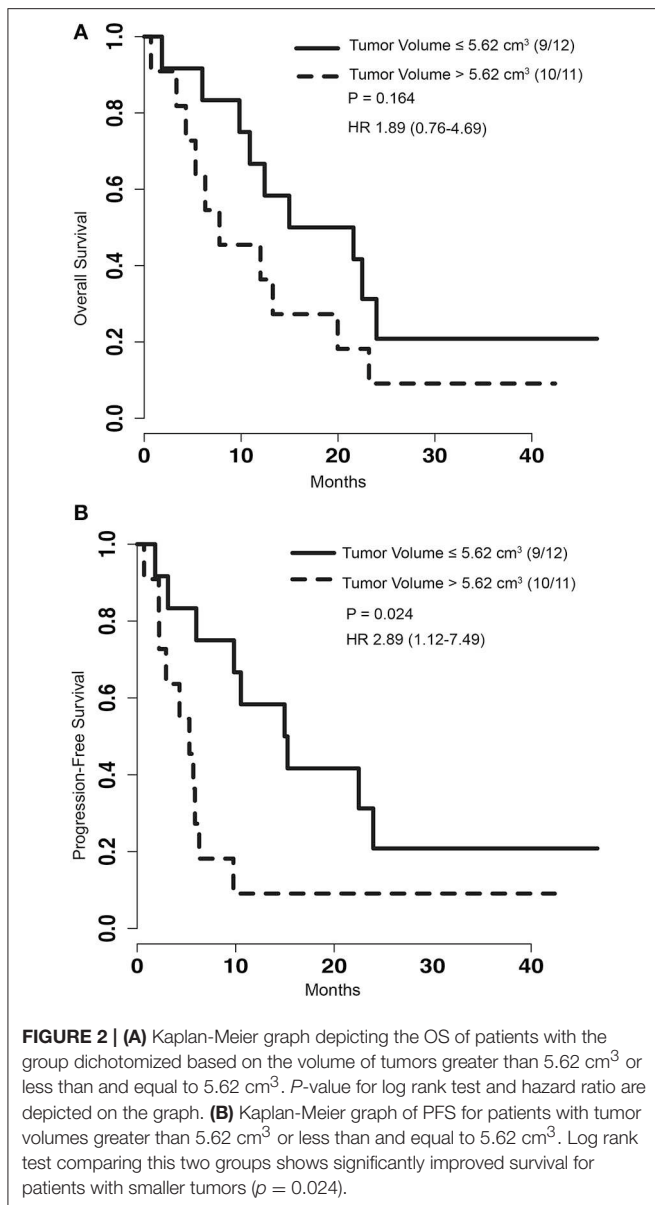 A
Tumor Volume ≤ 5.62 cm³ (9/12)
Tumor Volume > 5.62 cm³ (10/11)
P = 0.164
HR 1.89 (0.76-4.69)
Overall Survival
1.0
0.8
0.6
0.4
0.2
0.0
0 10 20 30 40
Months
B
Tumor Volume ≤ 5.62 cm³ (9/12)
Tumor Volume > 5.62 cm³ (10/11)
P = 0.024
HR 2.89 (1.12-7.49)
Progression-Free Survival
1.0
0.8
0.6
0.4
0.2
0.0
0 10 20 30 40
Months
FIGURE 2 | (A) Kaplan-Meier graph depicting the OS of patients with the
group dichotomized based on the volume of tumors greater than 5.62 cm³ or
less than and equal to 5.62 cm³. P-value for log rank test and hazard ratio are
depicted on the graph. (B) Kaplan-Meier graph of PFS for patients with tumor
volumes greater than 5.62 cm³ or less than and equal to 5.62 cm³. Log rank
test comparing this two groups shows significantly improved survival for
patients with smaller tumors (p = 0.024).